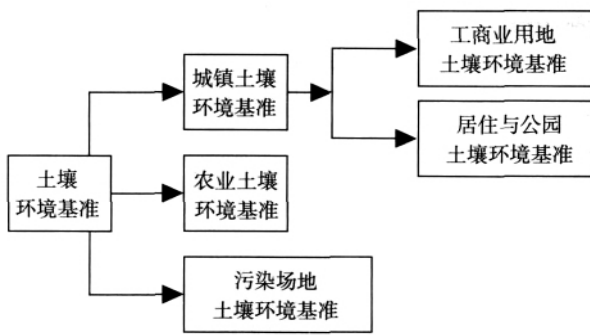 工商业用地
土壤环境基准
城镇土壤
环境基准
居住与公园
土壤环境基准
土壤
环境基准
农业土壤
环境基准
污染场地
土壤环境基准